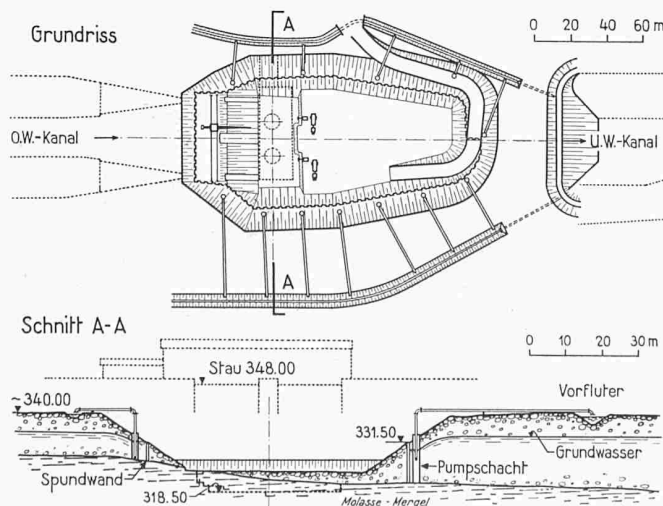 Grundriss
A
0 20 40 60 m
O.W.-Kanal
U.W.-Kanal
A
Schnitt A-A
0 10 20 30 m
Stau 348.00
Vorfluter
~340.00
331.50
Grundwasser
Spundwand
Pumpschacht
318.50
Molasse-Mergel